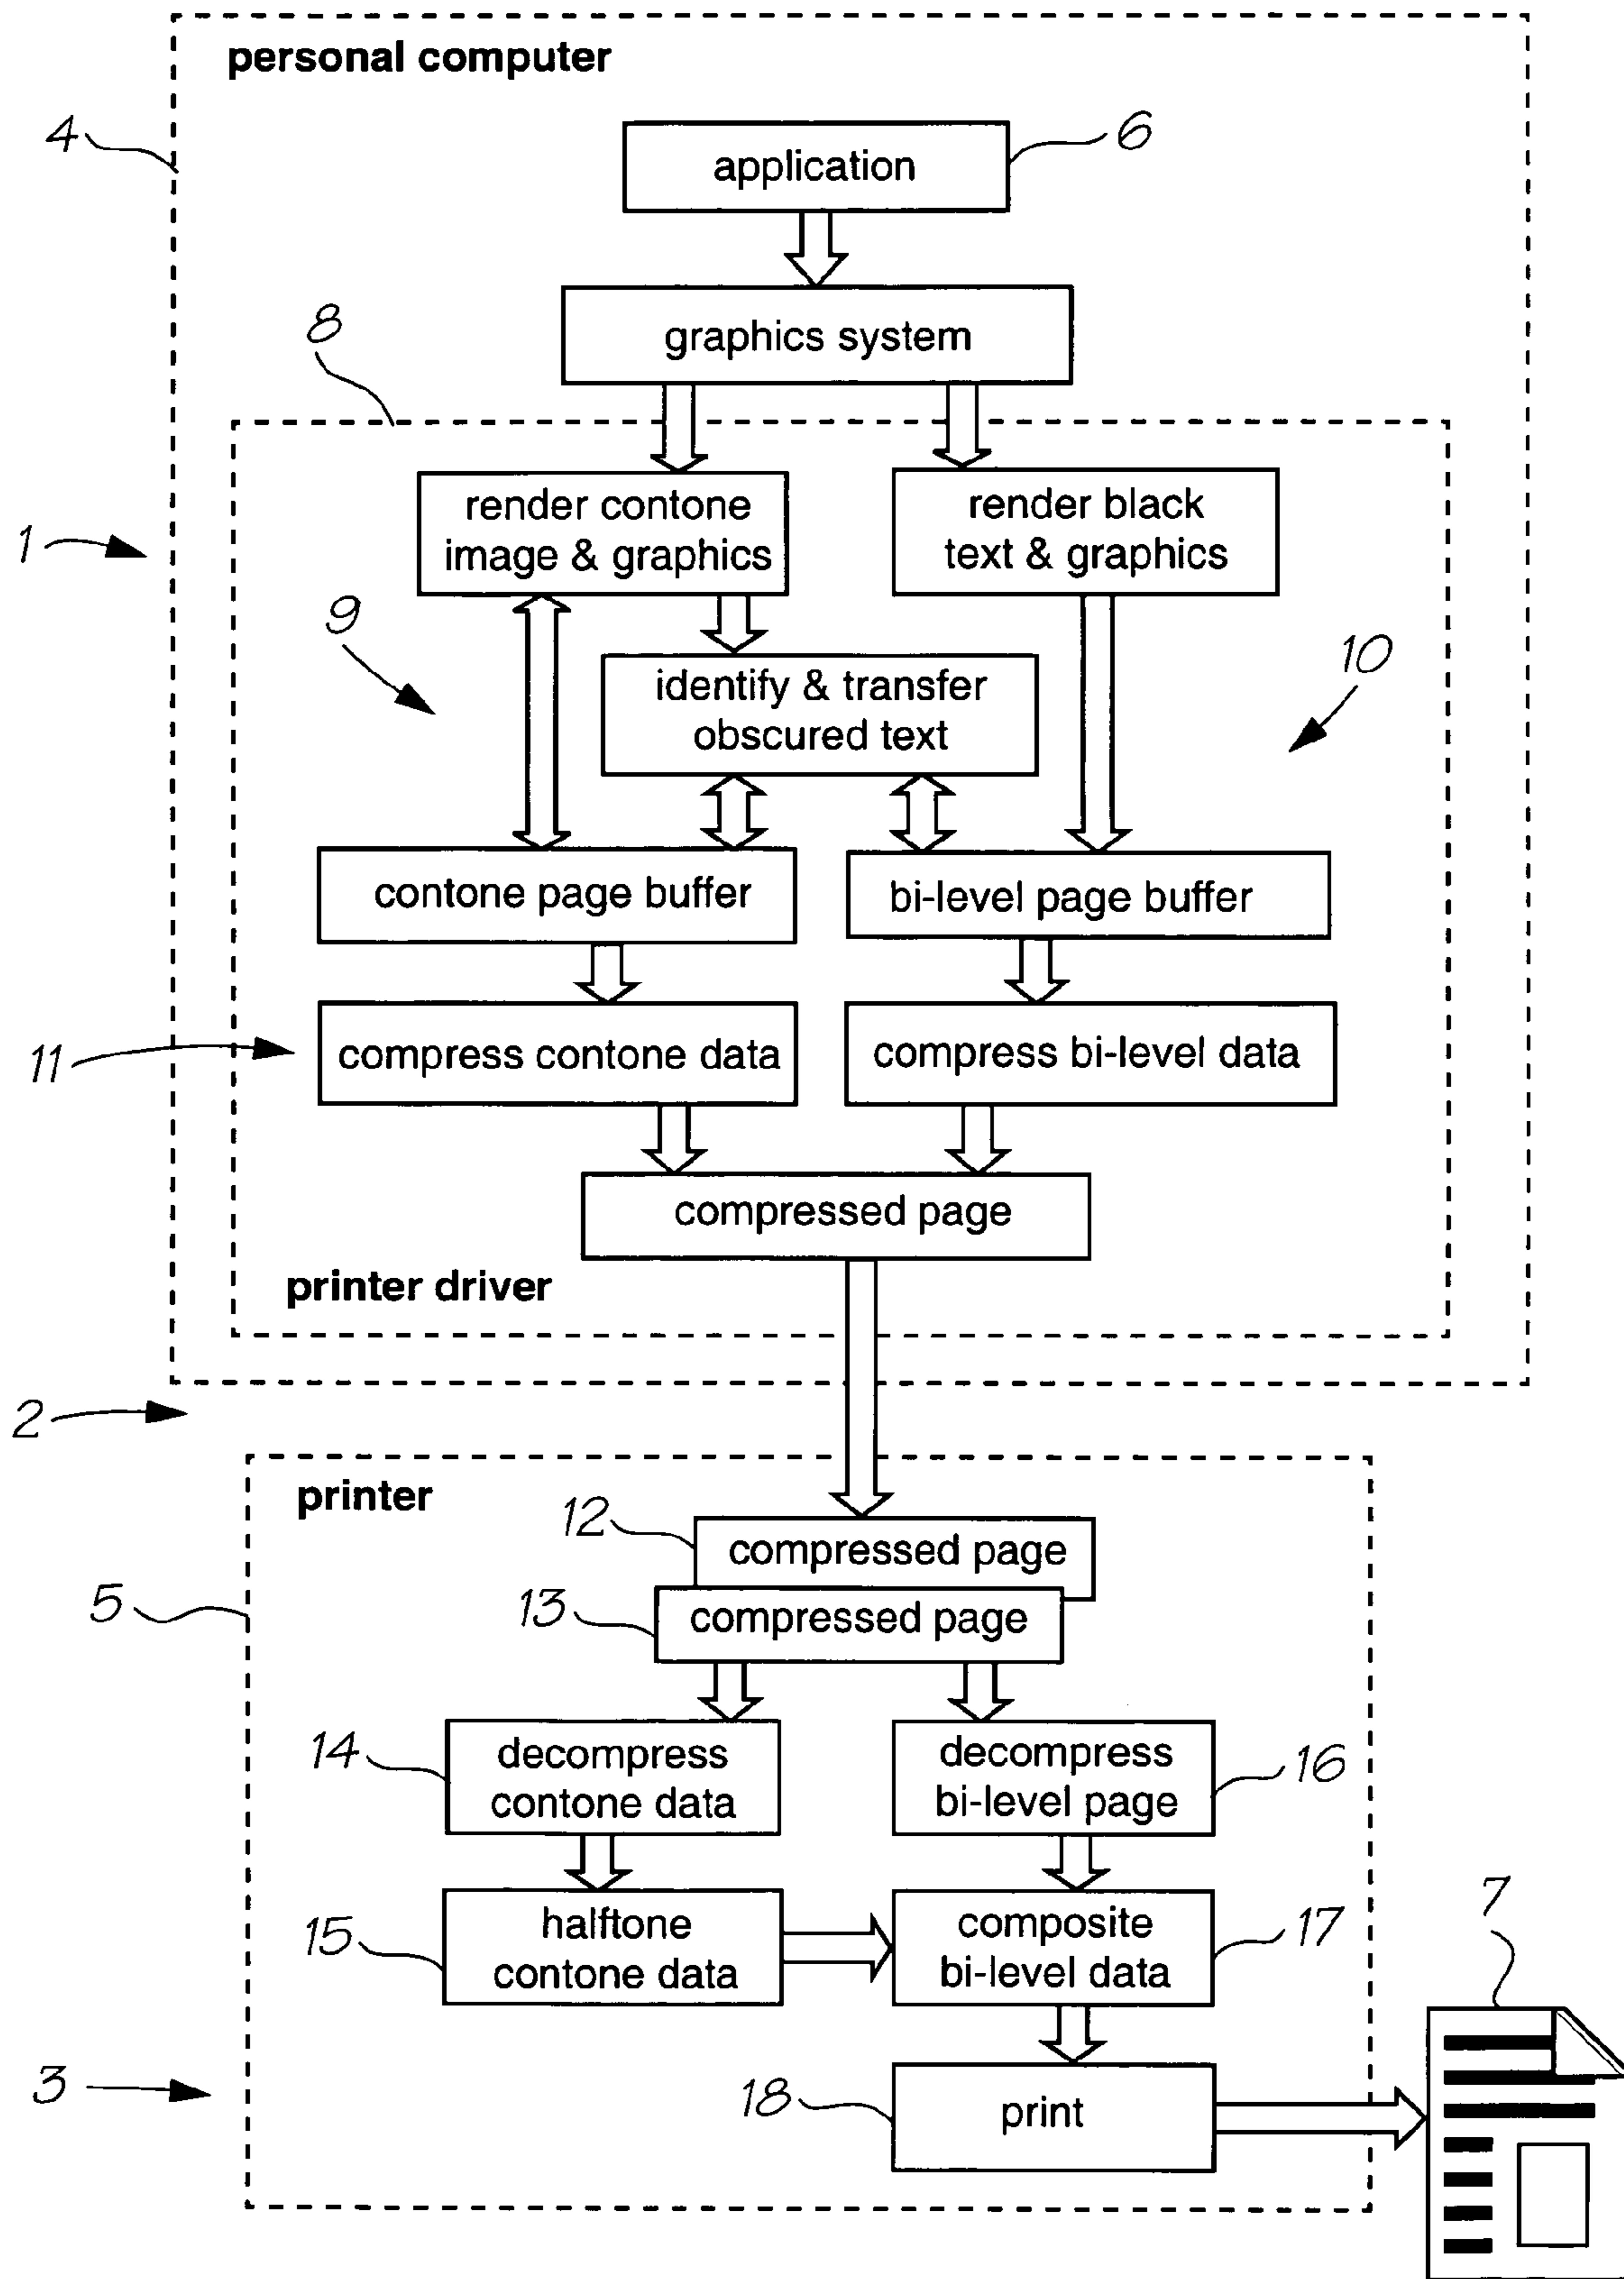 personal computer
4
6
application
8
graphics system
1
render contone
image & graphics
render black
text & graphics
9
10
identify & transfer
obscured text
contone page buffer
bi-level page buffer
11
compress contone data
compress bi-level data
compressed page
printer driver
2
printer
12
compressed page
5
13
compressed page
14
decompress
contone data
decompress
bi-level page
16
15
halftone
contone data
composite
bi-level data
17
7
3
18
print